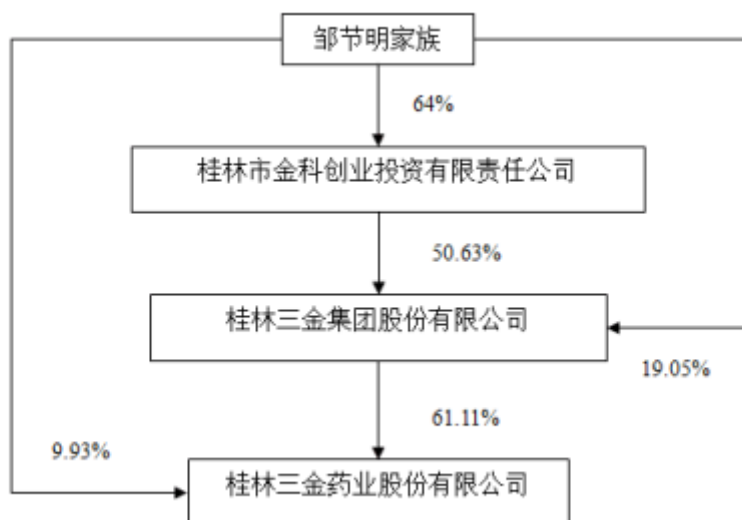 邹节明家族
64%
桂林市金科创业投资有限责任公司
50.63%
桂林三金集团股份有限公司
19.05%
61.11%
9.93%
桂林三金药业股份有限公司